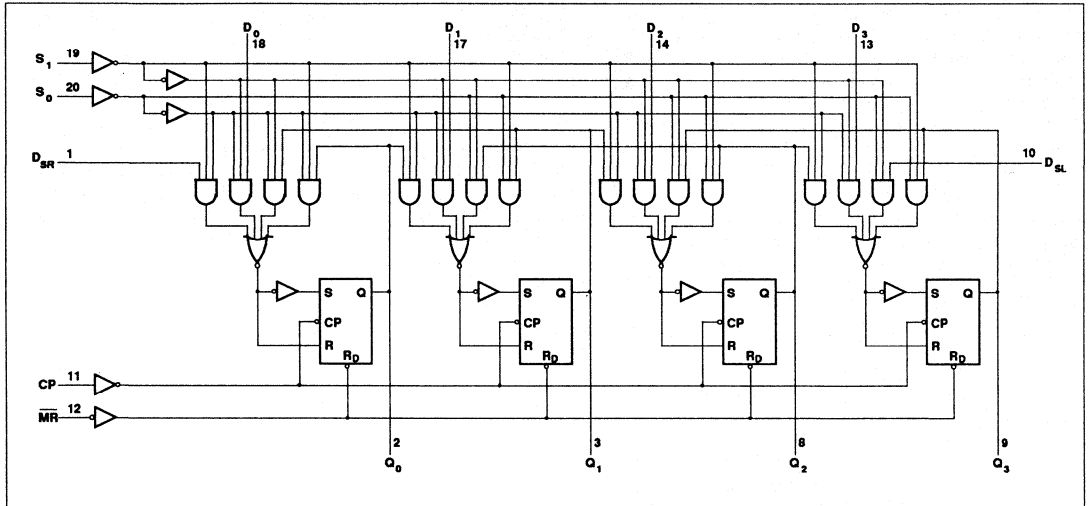 D0 D1 D2 D3
18 17 14 13
S1 19
S0 20
DSR 1
10 DSL
S Q S Q S Q S Q
CP CP CP CP
R R R R
RD RD RD RD
CP 11
MR 12
2 3 8 9
Q0 Q1 Q2 Q3